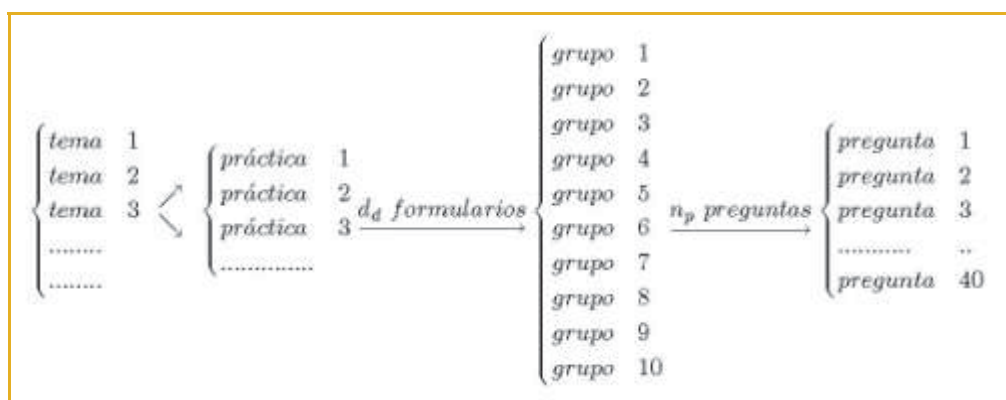 tema 1
tema 2
tema 3
........
........
práctica 1
práctica 2
práctica 3
..............
d_d formularios
grupo 1
grupo 2
grupo 3
grupo 4
grupo 5
grupo 6
grupo 7
grupo 8
grupo 9
grupo 10
n_p preguntas
pregunta 1
pregunta 2
pregunta 3
........... ..
pregunta 40